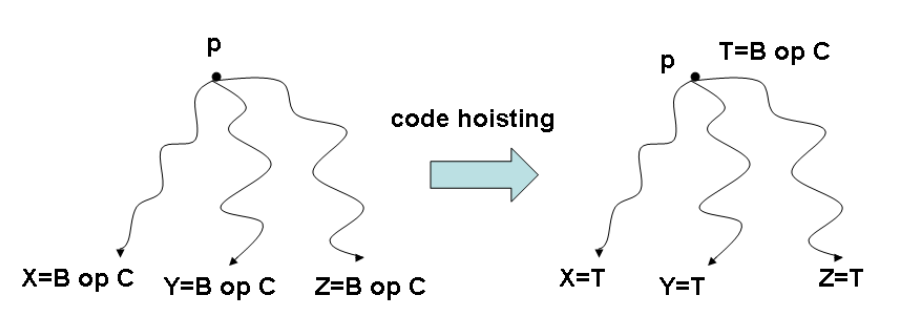 p
X=B op C
Y=B op C
Z=B op C
code hoisting
p
T=B op C
X=T
Y=T
Z=T